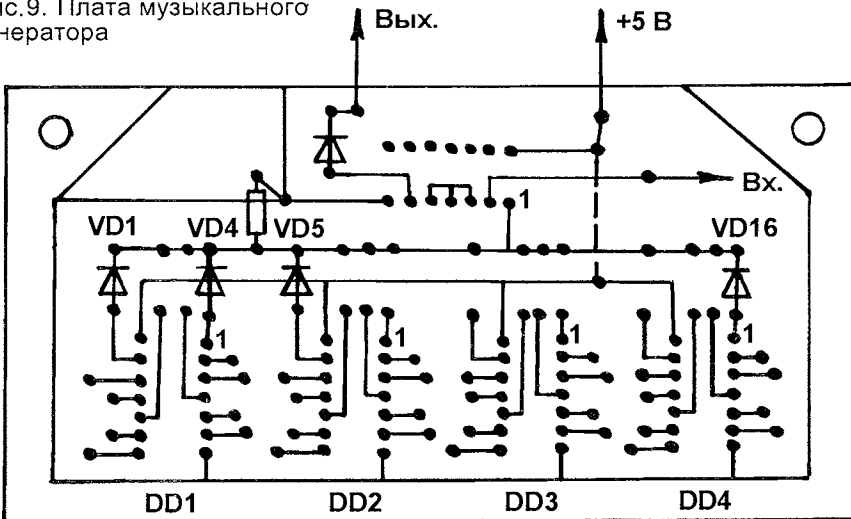 ис.9. Плата музыкального
нератора
Вых.
+5 В
Вх.
1
VD1
VD4
VD5
VD16
1
1
1
1
DD1
DD2
DD3
DD4